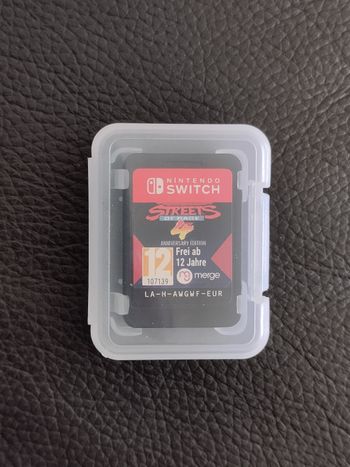 NINTENDO
SWITCH
STREETS
OF RAGE
4
ANNIVERSARY EDITION
12
107139
Frei ab
12 Jahre
merge
LA-H-AWGWF-EUR